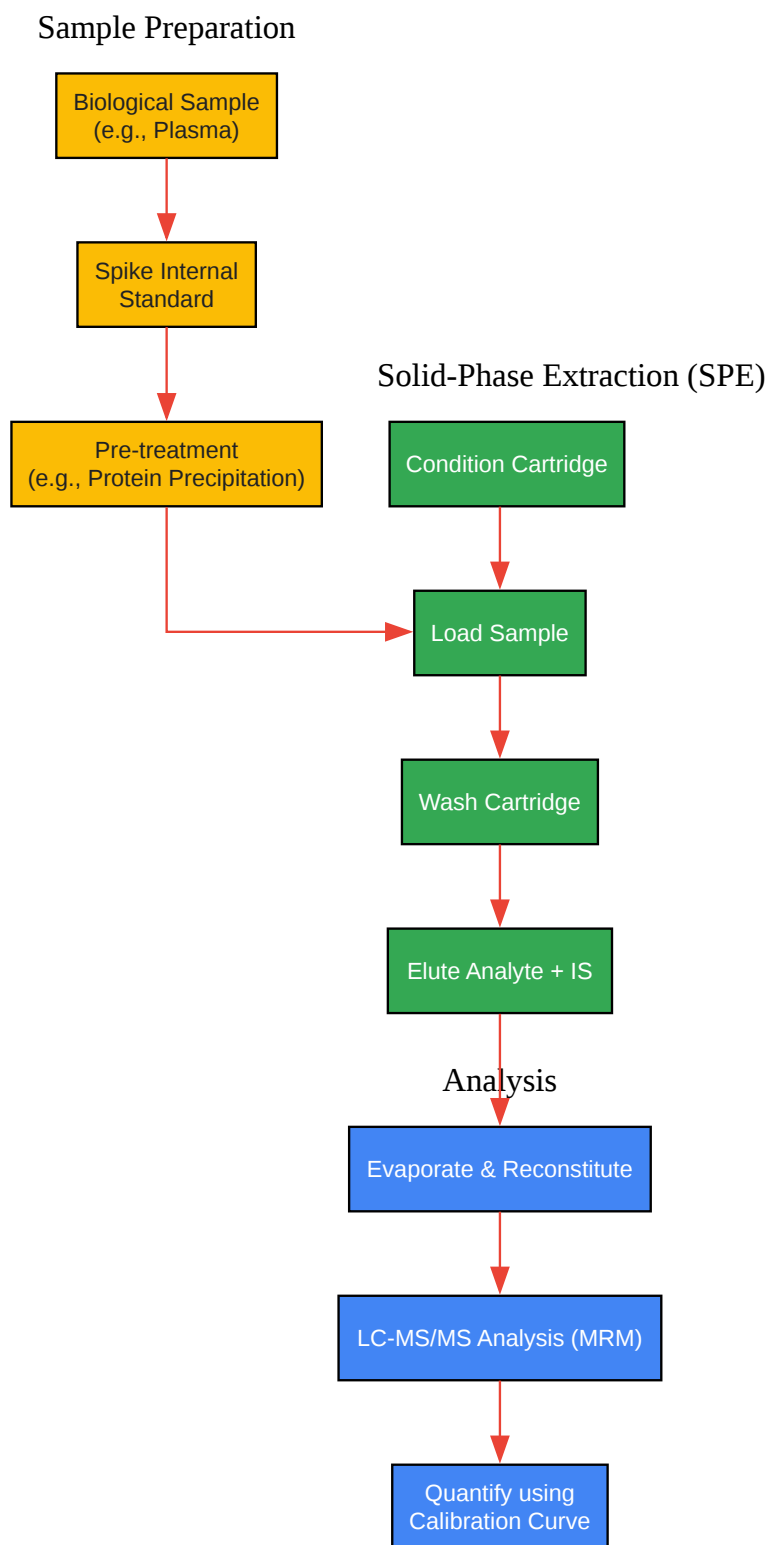 Sample Preparation
Biological Sample
(e.g., Plasma)
Spike Internal
Standard
Pre-treatment
(e.g., Protein Precipitation)
Solid-Phase Extraction (SPE)
Condition Cartridge
Load Sample
Wash Cartridge
Elute Analyte + IS
Analysis
Evaporate & Reconstitute
LC-MS/MS Analysis (MRM)
Quantify using
Calibration Curve